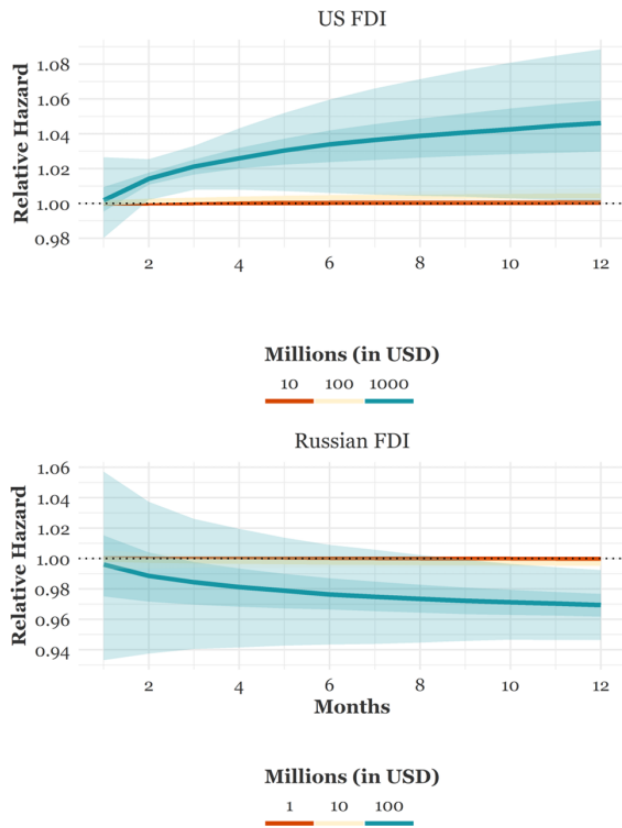 US FDI
Relative Hazard
1.08
1.06
1.04
1.02
1.00
0.98
2 4 6 8 10 12
Millions (in USD)
10 100 1000
Russian FDI
Relative Hazard
1.06
1.04
1.02
1.00
0.98
0.96
0.94
2 4 6 8 10 12
Months
Millions (in USD)
1 10 100